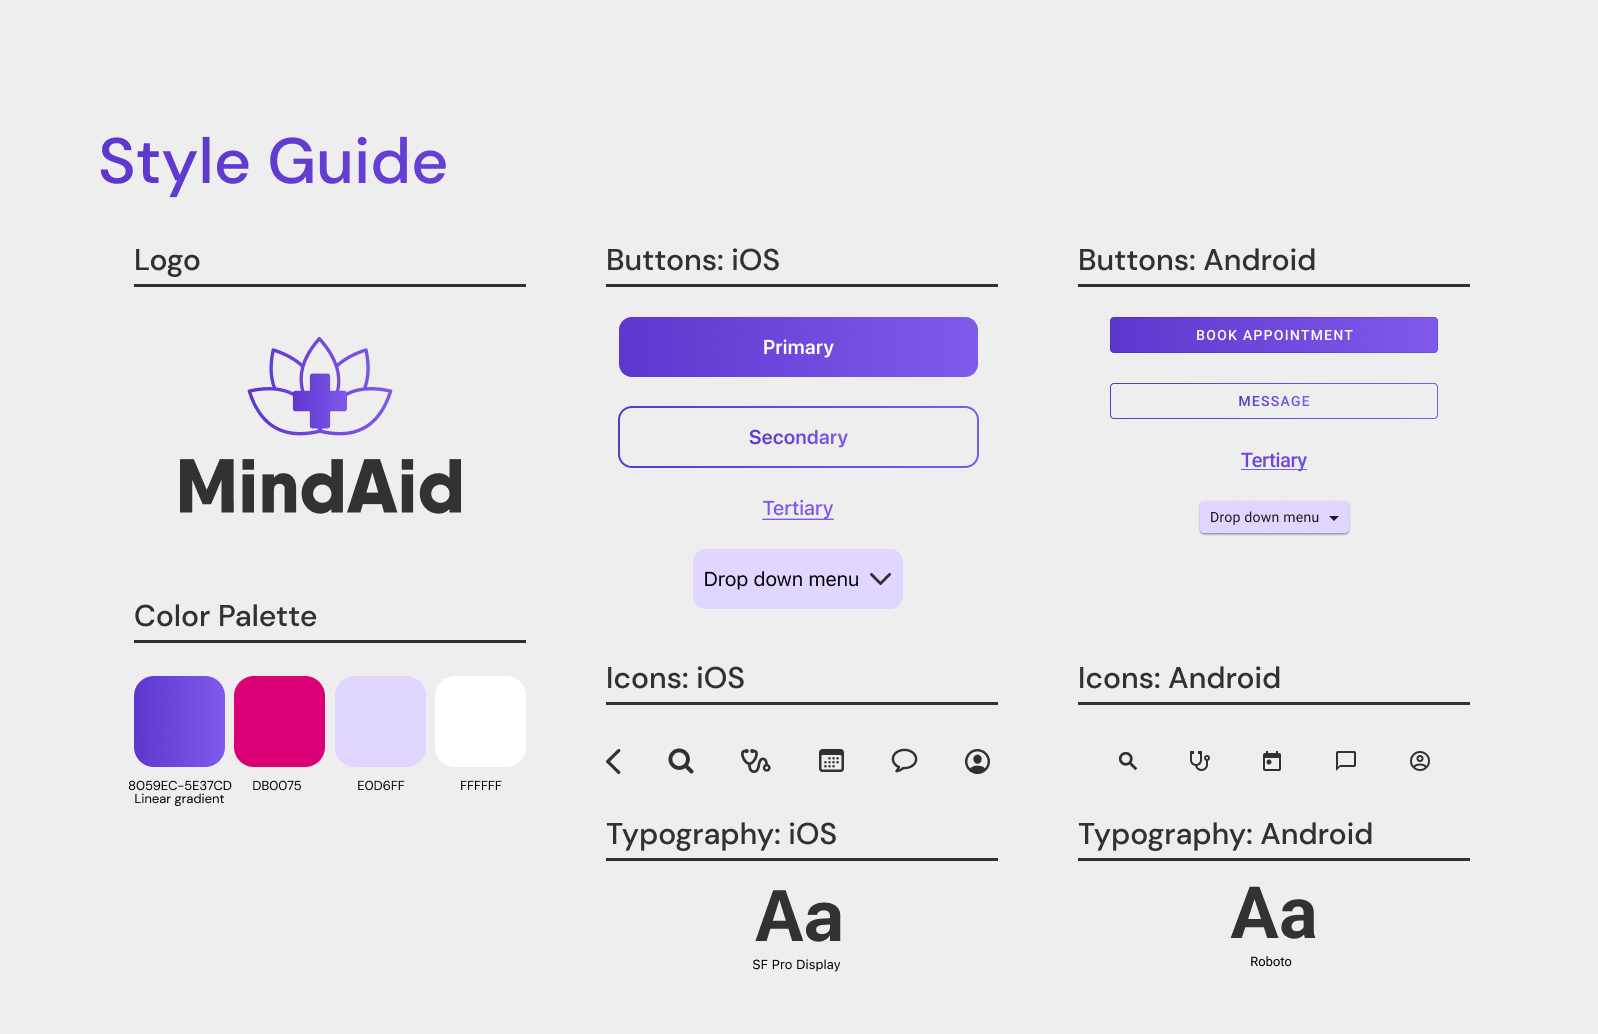 Style Guide
Logo
MindAid
Color Palette
8059EC-5E37CD
Linear gradient
DB0075
E0D6FF
FFFFFF
Buttons: iOS
Primary
Secondary
Tertiary
Drop down menu
Icons: iOS
Typography: iOS
Aa
SF Pro Display
Buttons: Android
BOOK APPOINTMENT
MESSAGE
Tertiary
Drop down menu
Icons: Android
Typography: Android
Aa
Roboto